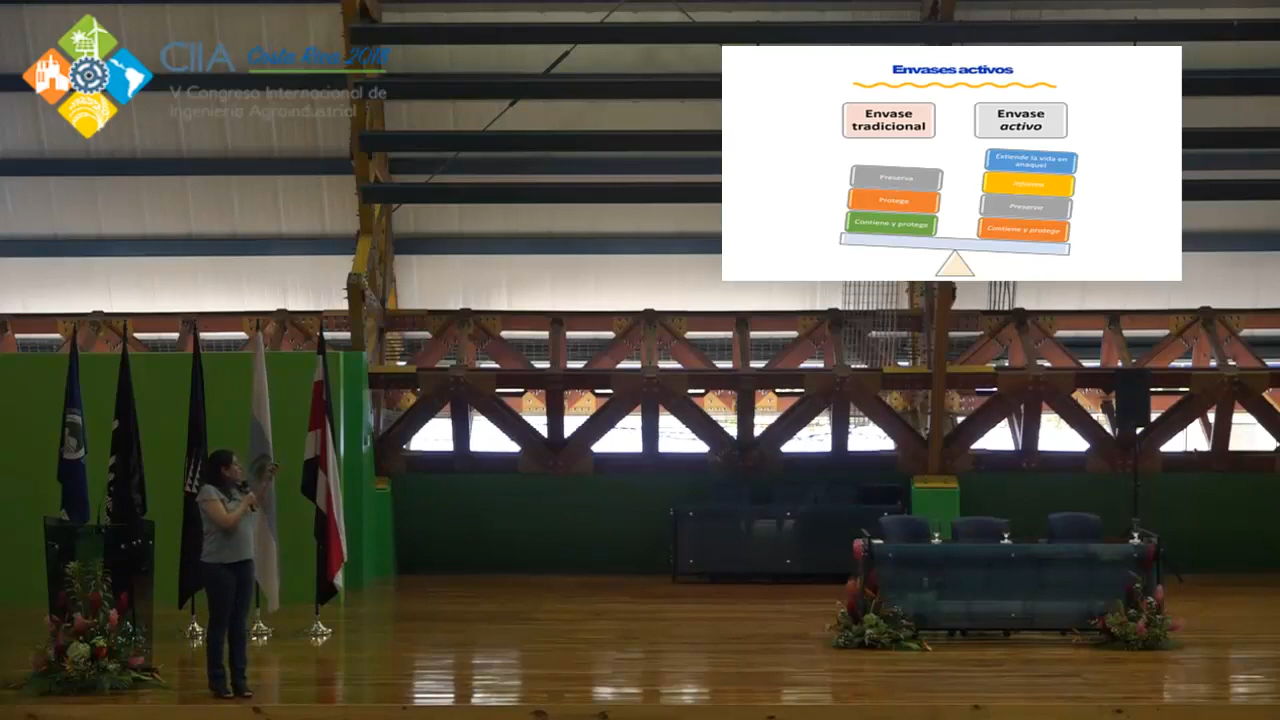 CIIA Costa Rica 2018
V Congreso Internacional de
Ingeniería Agroindustrial
Envases activos
Envase
tradicional
Envase
activo
Preserva
Protege
Contiene y protege
Extiende la vida en
anaquel
Informa
Preserva
Contiene y protege